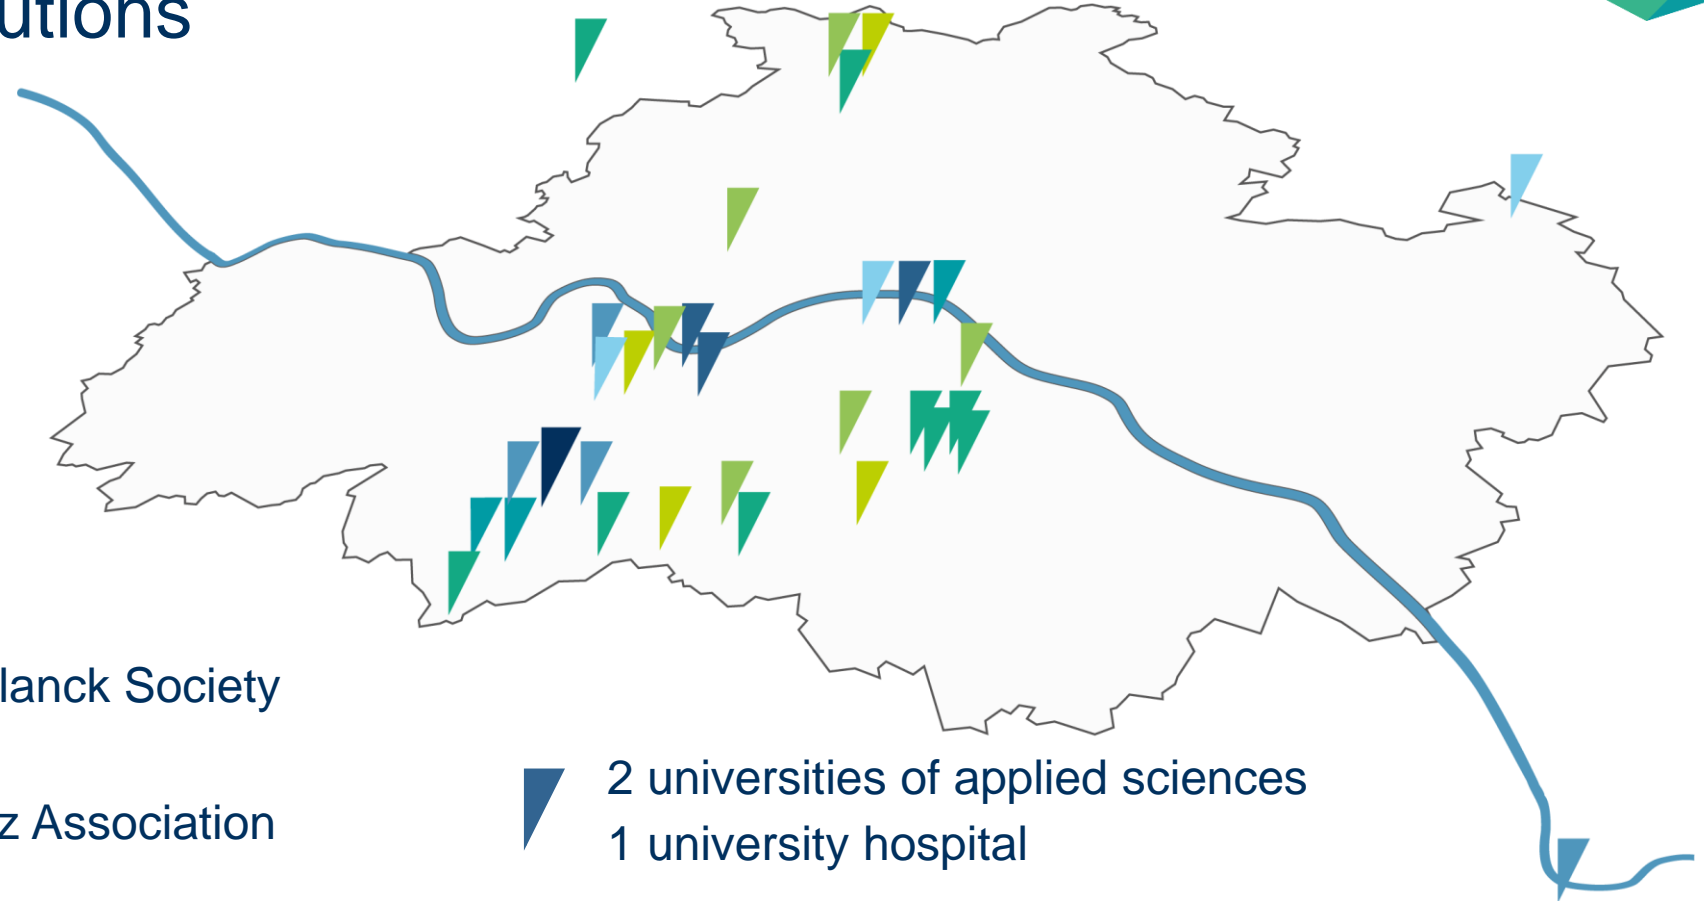 utions
lanck Society
z Association
2 universities of applied sciences
1 university hospital